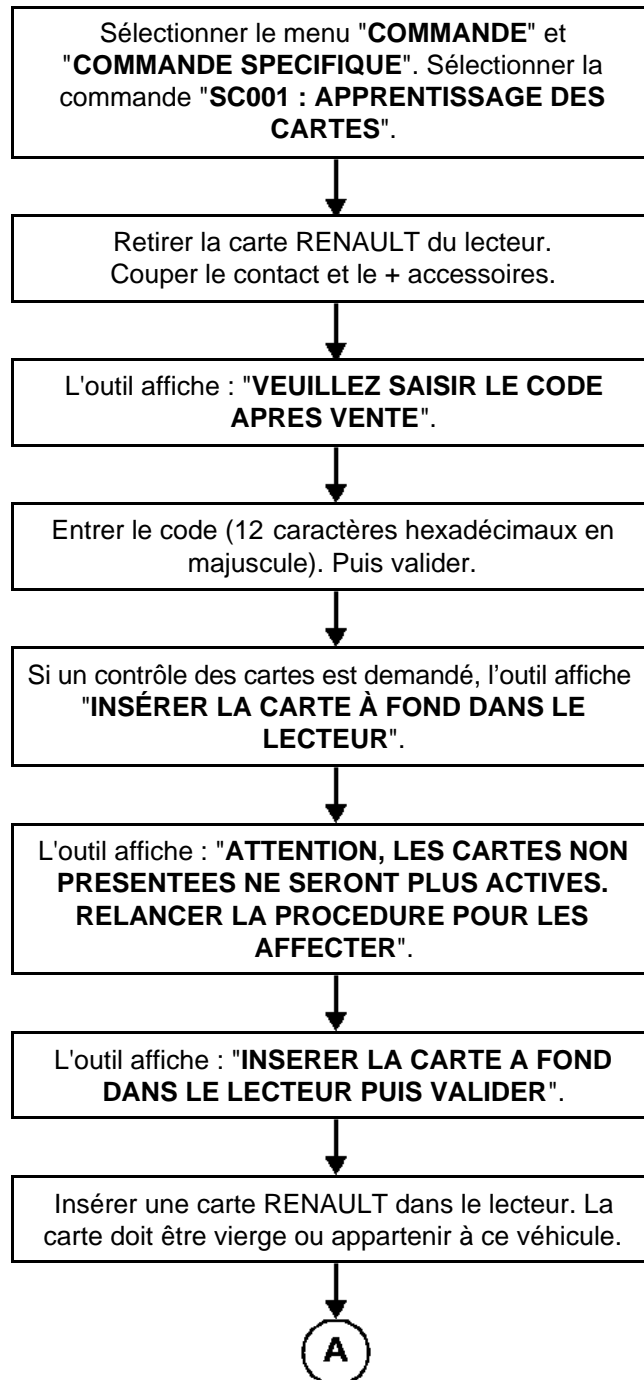 Sélectionner le menu "COMMANDE" et
"COMMANDE SPECIFIQUE". Sélectionner la
commande "SC001 : APPRENTISSAGE DES
CARTES".
Retirer la carte RENAULT du lecteur.
Couper le contact et le + accessoires.
L'outil affiche : "VEUILLEZ SAISIR LE CODE
APRES VENTE".
Entrer le code (12 caractères hexadécimaux en
majuscule). Puis valider.
Si un contrôle des cartes est demandé, l’outil affiche
"INSÉRER LA CARTE À FOND DANS LE
LECTEUR".
L'outil affiche : "ATTENTION, LES CARTES NON
PRESENTEES NE SERONT PLUS ACTIVES.
RELANCER LA PROCEDURE POUR LES
AFFECTER".
L'outil affiche : "INSERER LA CARTE A FOND
DANS LE LECTEUR PUIS VALIDER".
Insérer une carte RENAULT dans le lecteur. La
carte doit être vierge ou appartenir à ce véhicule.
A